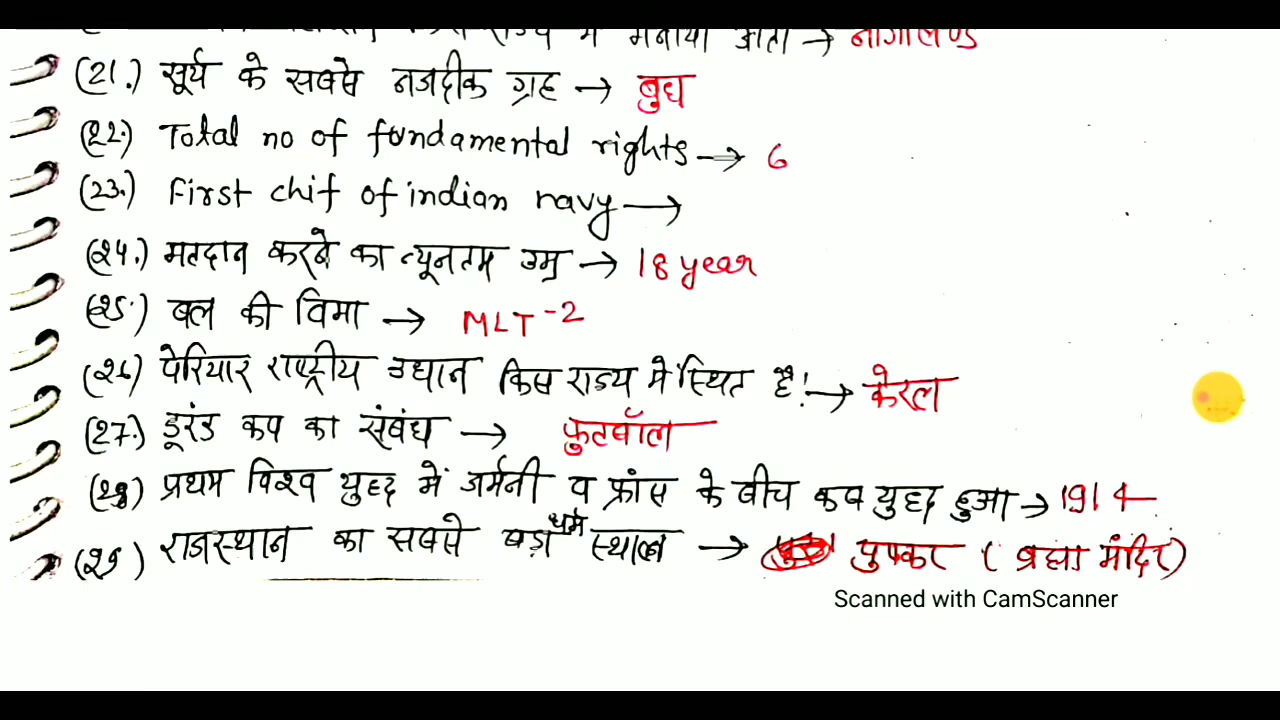 राज्य में मनाया जाता → नागालैण्ड
(21.) सूर्य के सबसे नजदीक ग्रह → बुध
(22.) Total no of fundamental rights → 6
(23.) First chif of indian navy →
(24.) मतदान करने का न्यूनतम उम्र → 18 year
(25.) बल की विमा → MLT-2
(26) पेरियार राष्ट्रीय उधान किस राज्य मे स्थित है! → केरल
(27.) डूरंड कप का संबंध → फुटबॉल
(28) प्रथम विश्व युद्ध में जर्मनी व फ्रांस के बीच कब युद्ध हुआ → 1914
(29) राजस्थान का सबसे बड़ा धर्म स्थाल → पुष्कर ( ब्रह्मा मंदिर)
Scanned with CamScanner